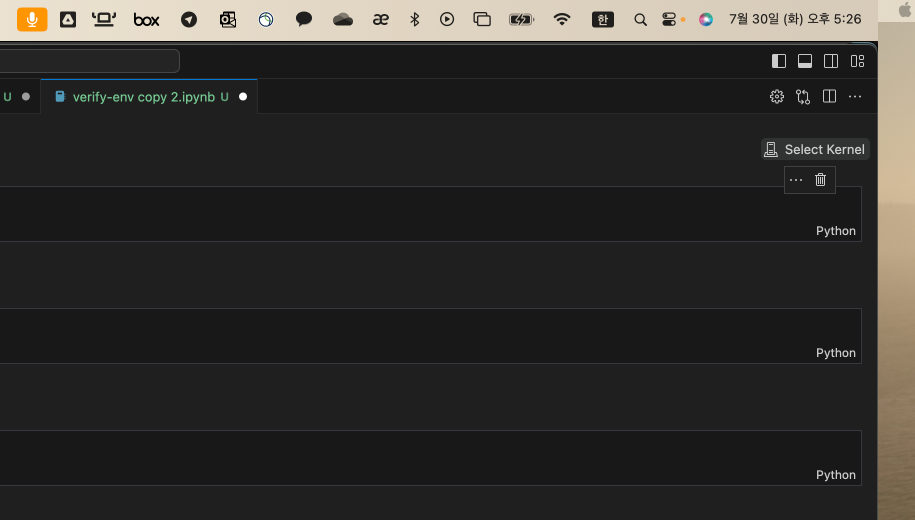 box æ 한 7월 30일 (화) 오후 5:26
U verify-env copy 2.ipynb U
Select Kernel
Python
Python
Python